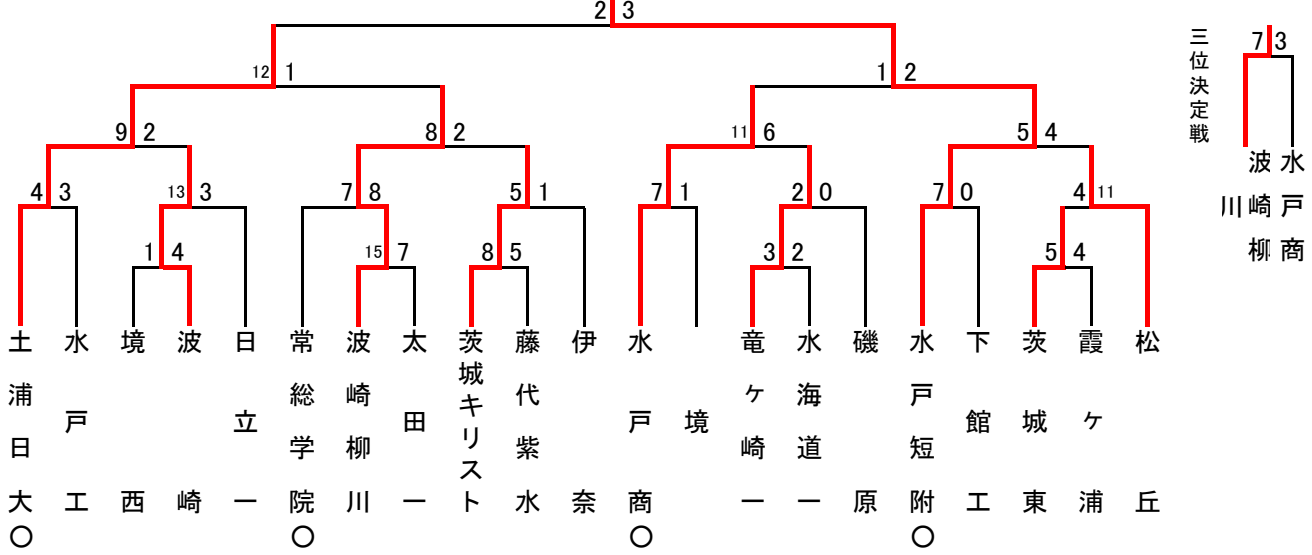 2 3
三位決定戦
7 3
波崎柳川
水戸商
12 1
1 2
9 2
8 2
11 6
5 4
4 3
13 3
7 8
5 1
7 1
2 0
7 0
4 11
1 4
15 7
8 5
3 2
5 4
土浦日大○
水戸工
境西
波崎
日立一
常総学院○
波崎柳川
太田一
茨城キリスト
藤代紫水
伊奈
水戸商○
境
竜ケ崎一
水海道一
磯原
水戸短附○
下館工
茨城東
霞ケ浦
松丘